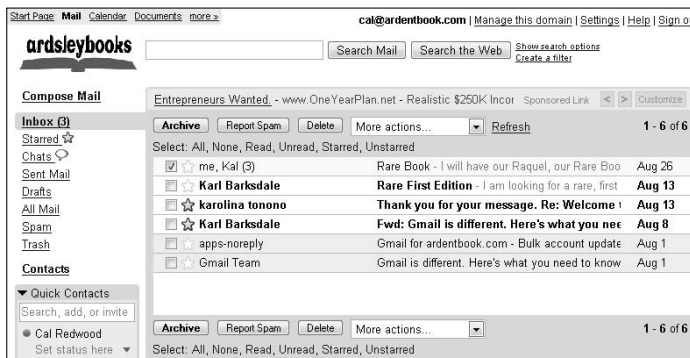 Start Page Mail Calendar Documents more »
cal@ardentbook.com | Manage this domain | Settings | Help | Sign o
ardsleybooks
Search Mail Search the Web Show search options
Create a filter
Compose Mail
Entrepreneurs Wanted. - www.OneYearPlan.net - Realistic $250K Incor Sponsored Link < > Customize
Inbox (3)
Starred
Chats
Sent Mail
Drafts
All Mail
Spam
Trash
Contacts
Quick Contacts
Search, add, or invite
Cal Redwood
Set status here
Archive Report Spam Delete More actions... Refresh 1 - 6 of 6
Select: All, None, Read, Unread, Starred, Unstarred
me, Kal (3) Rare Book - I will have our Raquel, our Rare Boo Aug 26
Karl Barksdale Rare First Edition - I am looking for a rare, first Aug 13
karolina tonono Thank you for your message. Re: Welcome t Aug 13
Karl Barksdale Fwd: Gmail is different. Here's what you nee Aug 8
apps-noreply Gmail for ardentbook.com - Bulk account update Aug 1
Gmail Team Gmail is different. Here's what you need to know Aug 1
Archive Report Spam Delete More actions... 1 - 6 of 6
Select: All, None, Read, Unread, Starred, Unstarred